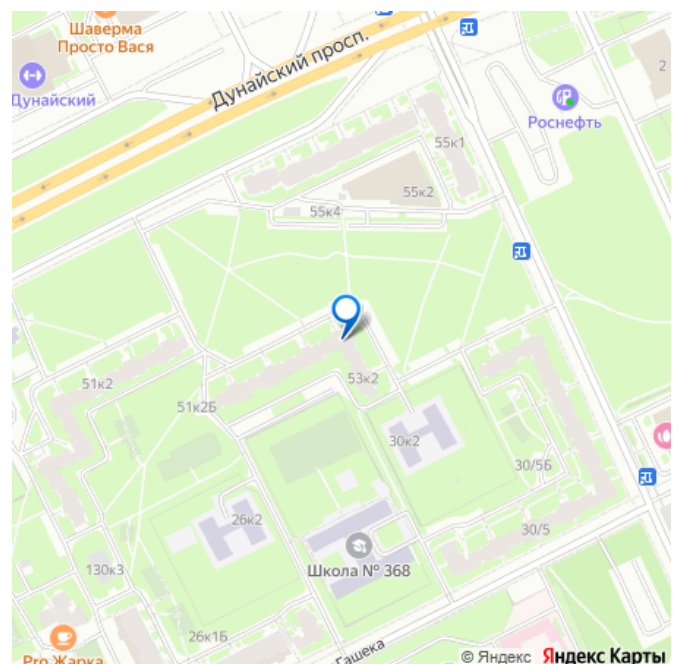 Шаверма
Просто Вася
Дунайский просп.
2
Дунайский
Роснефть
55к1
55к2
55к4
53к2
51к2
51к2Б
30к2
30/5Б
26к2
30/5
Школа № 368
130к3
26к1Б
Гашека
Pro Жарка
© Яндекс Яндекс Карты